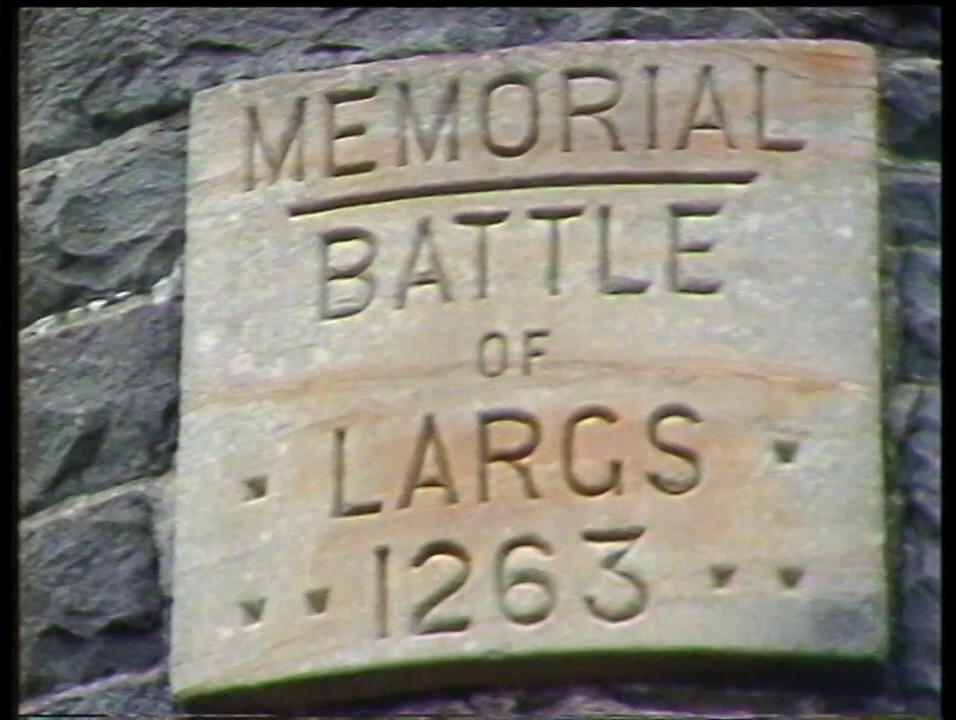 MEMORIAL
BATTLE
OF
LARGS
1263